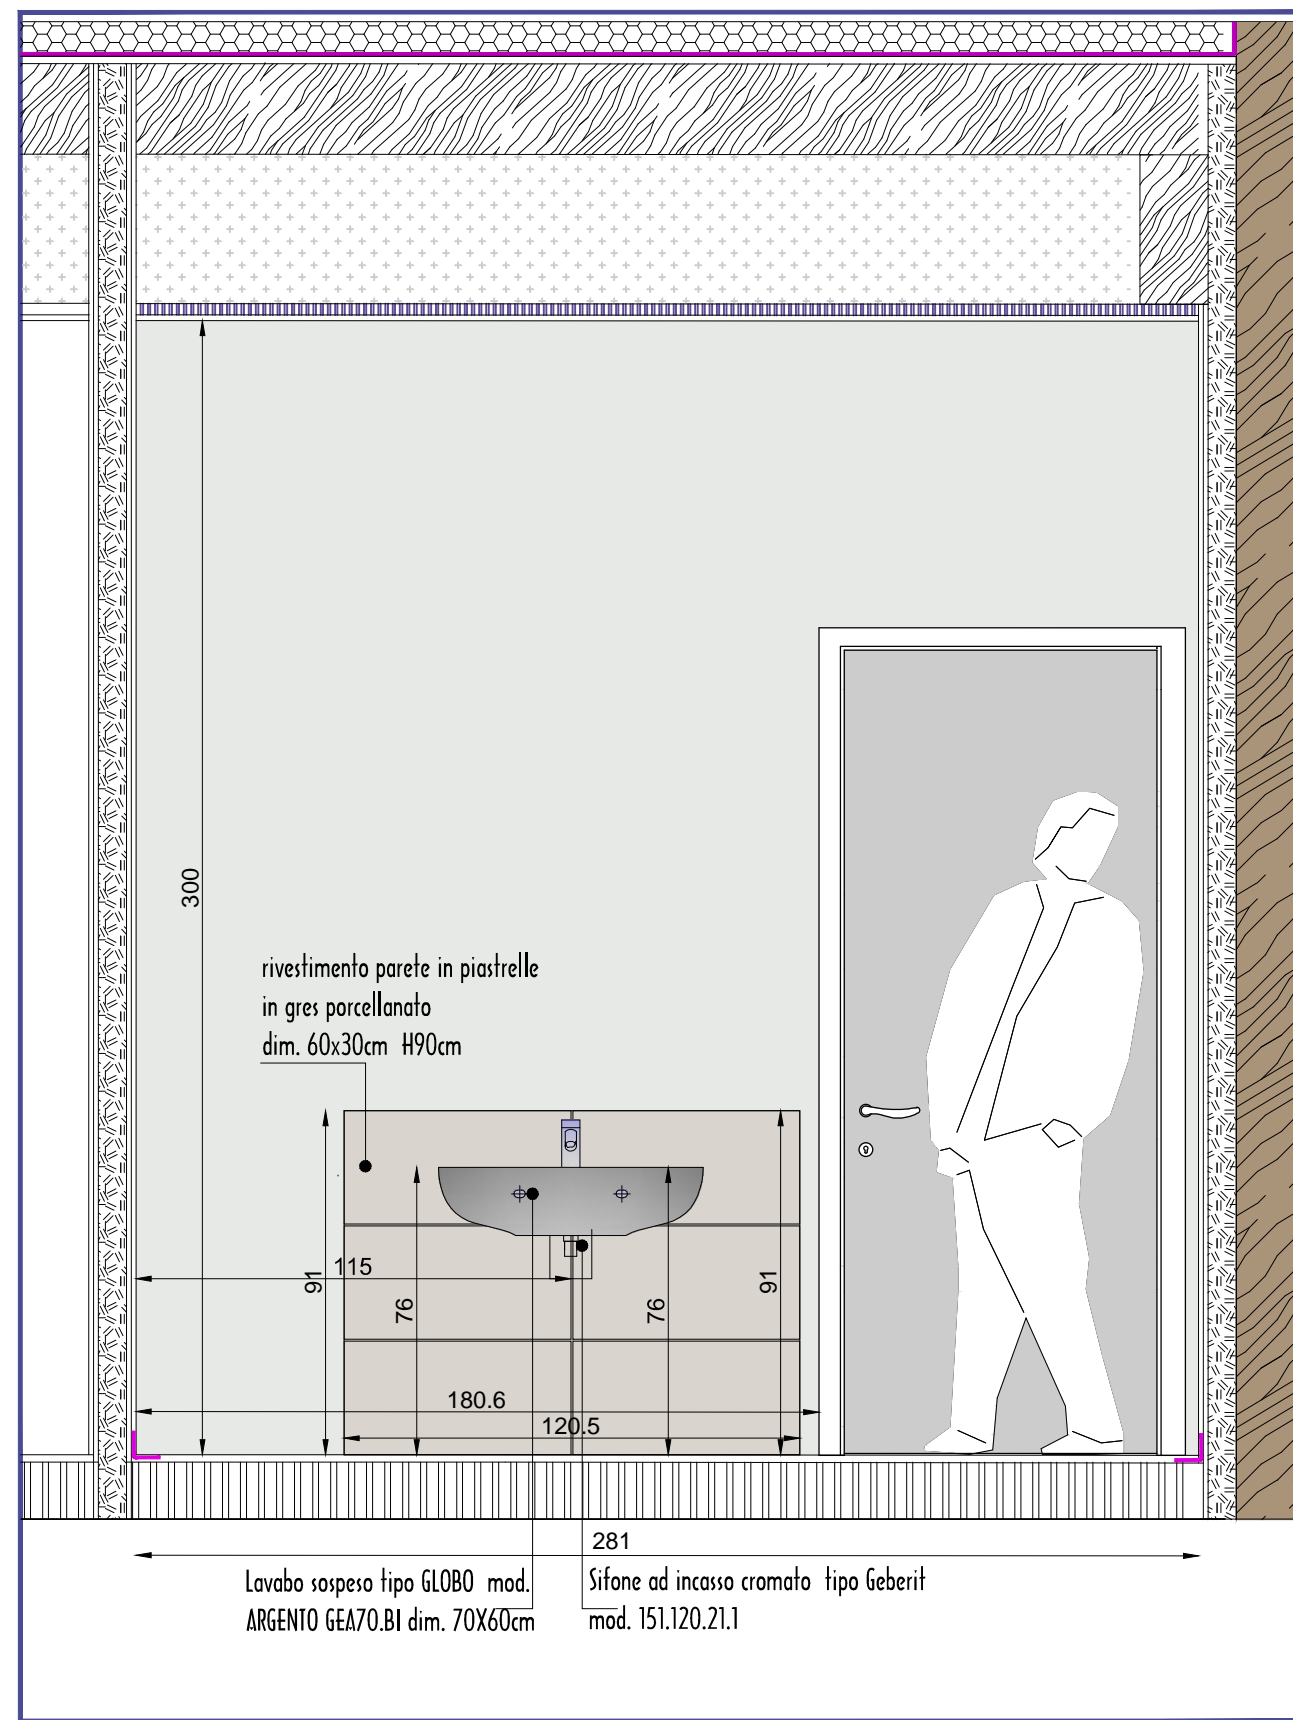 300
rivestimento parete in piastrelle
in gres porcellanato
dim. 60x30cm H90cm
115
91
76
76
91
180.6
120.5
281
Lavabo sospeso tipo GLOBO mod.
ARGENTO GEA70.BI dim. 70X60cm
Sifone ad incasso cromato tipo Geberit
mod. 151.120.21.1